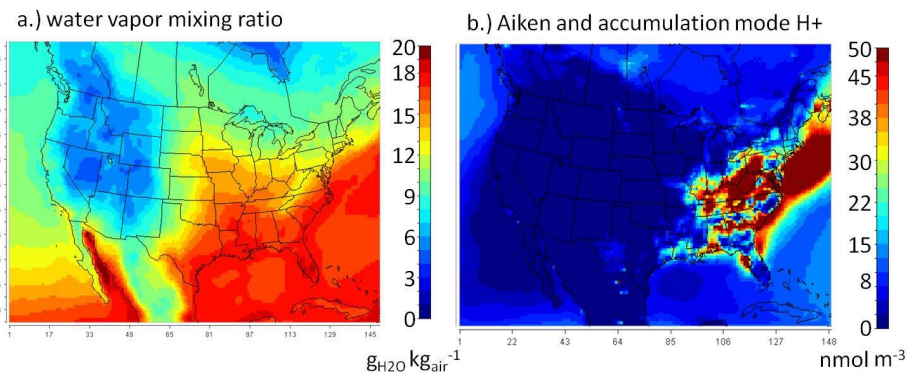 a.) water vapor mixing ratio
20
18
15
12
9
6
3
0
1 17 33 49 65 81 97 113 129 145
gH2O kgair-1
b.) Aiken and accumulation mode H+
50
45
38
30
22
15
8
0
1 22 43 64 85 106 127 148
nmol m-3